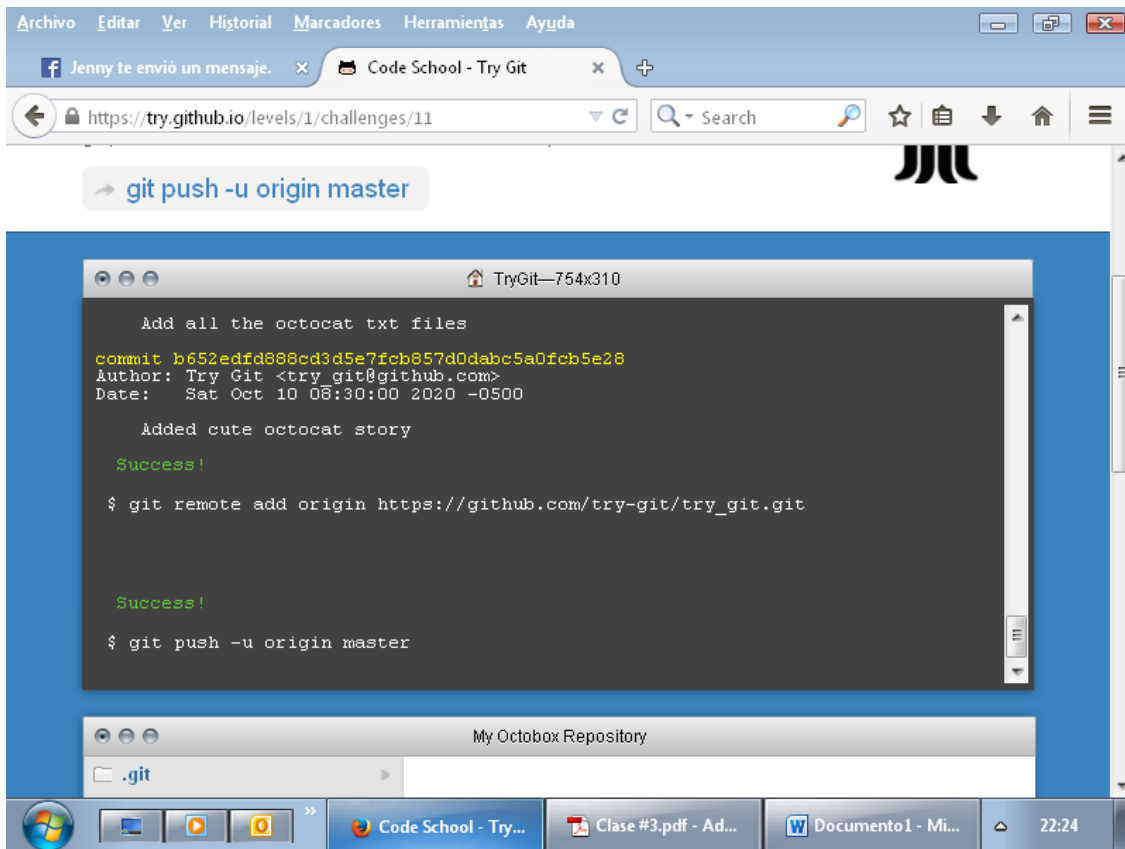 Archivo Editar Ver Historial Marcadores Herramientas Ayuda
Jenny te envió un mensaje.
Code School - Try Git
https://try.github.io/levels/1/challenges/11
Search
git push -u origin master
TryGit—754x310
Add all the octocat txt files
commit b652edfd888cd3d5e7fcb857d0dabc5a0fcb5e28
Author: Try Git <try_git@github.com>
Date: Sat Oct 10 08:30:00 2020 -0500
Added cute octocat story
Success!
$ git remote add origin https://github.com/try-git/try_git.git
Success!
$ git push -u origin master
My Octobox Repository
.git
Code School - Try...
Clase #3.pdf - Ad...
Documento1 - Mi...
22:24